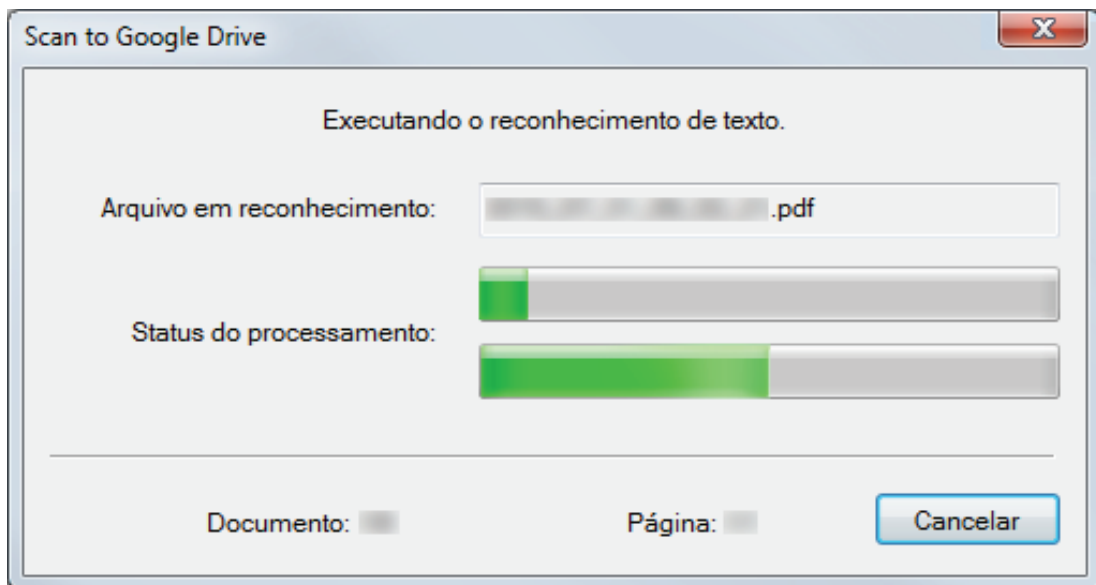 Scan to Google Drive
Executando o reconhecimento de texto.
Arquivo em reconhecimento: .pdf
Status do processamento:
Documento: Página: Cancelar